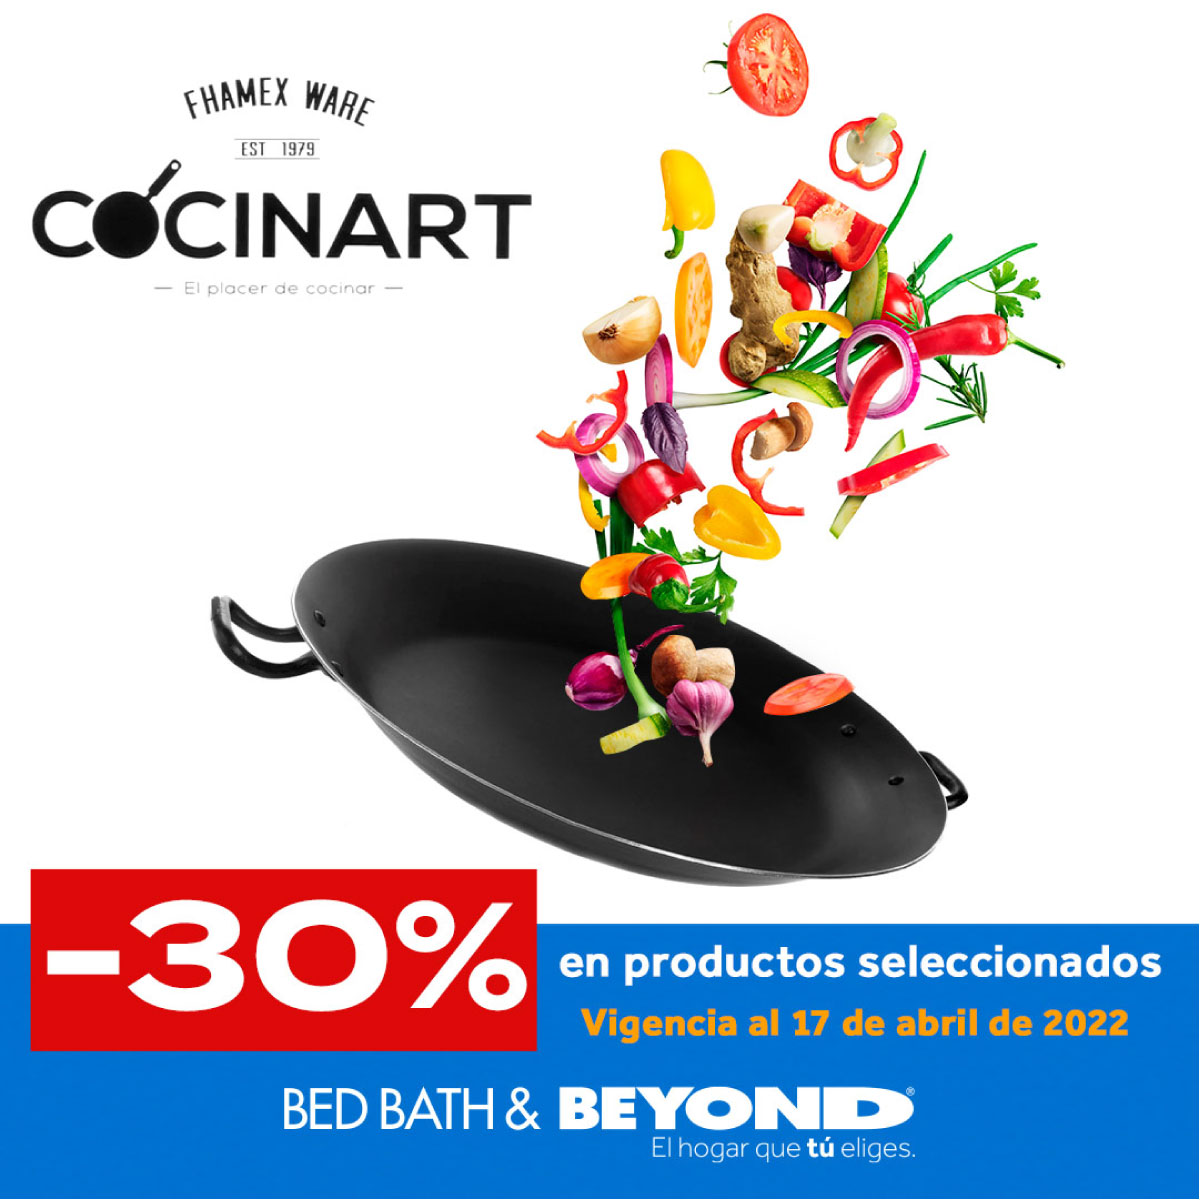 FHAMEX WARE
EST 1979
COCINART
— El placer de cocinar —
-30%
en productos seleccionados
Vigencia al 17 de abril de 2022
BED BATH & BEYOND®
El hogar que tú eliges.